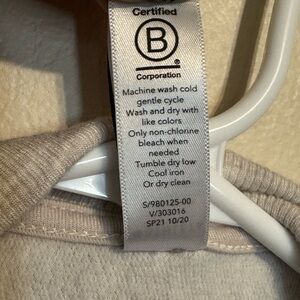 Certified
B
Corporation
Machine wash cold
gentle cycle
Wash and dry with
like colors
Only non-chlorine
bleach when
needed
Tumble dry low
Cool iron
Or dry clean
S/980125-00
V/303016
SP21 10/20